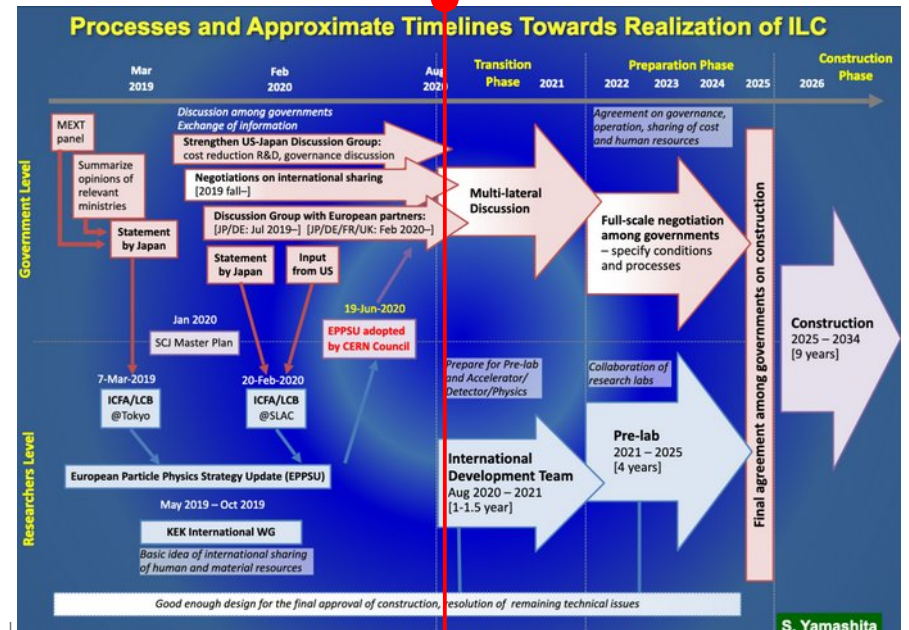 Processes and Approximate Timelines Towards Realization of ILC
Mar
2019
Feb
2020
Aug
2020
Transition
Phase
2021
Preparation Phase
2022
2023
2024
2025
2026
Construction
Phase
Government Level
MEXT
panel
Summarize
opinions of
relevant
ministries
Statement
by Japan
Discussion among governments
Exchange of information
Strengthen US-Japan Discussion Group:
cost reduction R&D, governance discussion
Negotiations on international sharing
[2019 fall–]
Discussion Group with European partners:
[JP/DE: Jul 2019–] [JP/DE/FR/UK: Feb 2020–]
Statement
by Japan
Input
from US
Multi-lateral
Discussion
Agreement on governance,
operation, sharing of cost
and human resources
Full-scale negotiation
among governments
– specify conditions
and processes
Final agreement among governments on construction
Construction
2025 – 2034
[9 years]
19-Jun-2020
EPPSU adopted
by CERN Council
Jan 2020
SCJ Master Plan
Researchers Level
7-Mar-2019
ICFA/LCB
@Tokyo
20-Feb-2020
ICFA/LCB
@SLAC
European Particle Physics Strategy Update (EPPSU)
May 2019 – Oct 2019
KEK International WG
Basic idea of international sharing
of human and material resources
Prepare for Pre-lab
and Accelerator/
Detector/Physics
International
Development Team
Aug 2020 – 2021
[1-1.5 year]
Collaboration of
research labs
Pre-lab
2021 – 2025
[4 years]
Good enough design for the final approval of construction, resolution of remaining technical issues
S. Yamashita